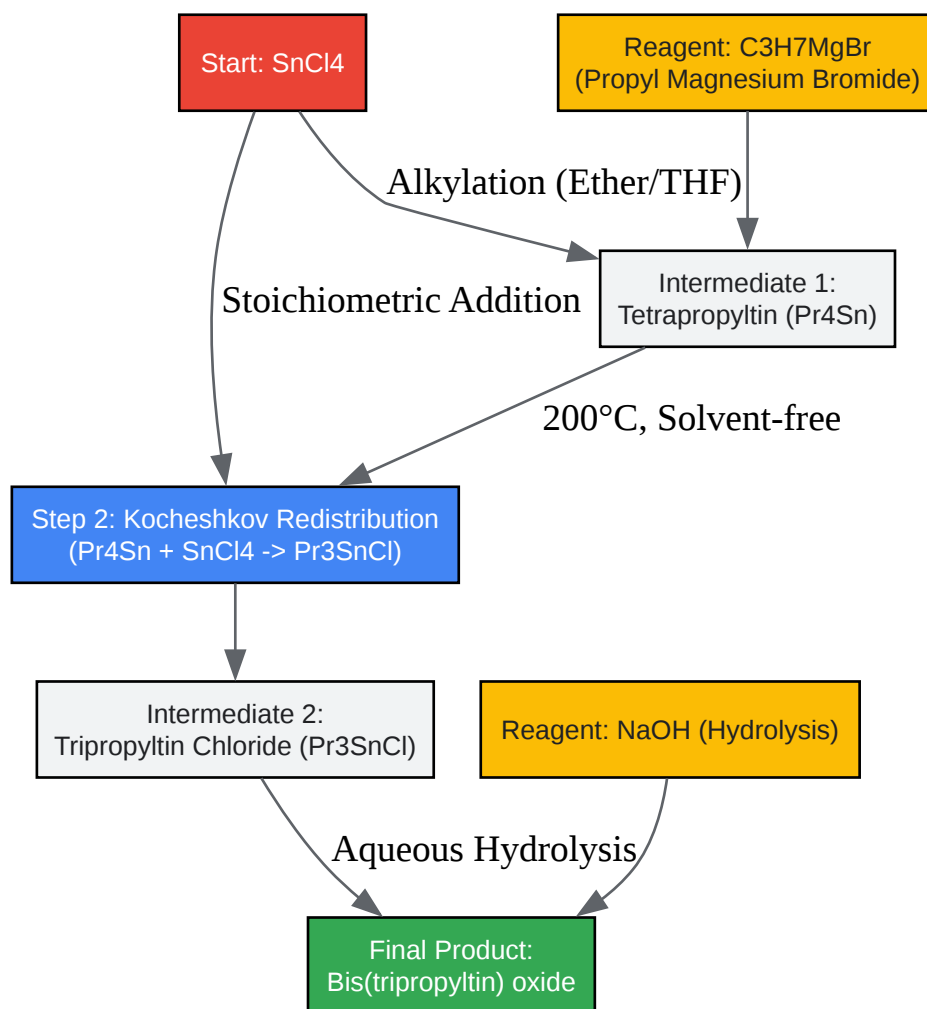 Start: SnCl4
Reagent: C3H7MgBr
(Propyl Magnesium Bromide)
Alkylation (Ether/THF)
Intermediate 1:
Tetrapropyltin (Pr4Sn)
Stoichiometric Addition
200°C, Solvent-free
Step 2: Kocheshkov Redistribution
(Pr4Sn + SnCl4 -> Pr3SnCl)
Intermediate 2:
Tripropyltin Chloride (Pr3SnCl)
Reagent: NaOH (Hydrolysis)
Aqueous Hydrolysis
Final Product:
Bis(tripropyltin) oxide